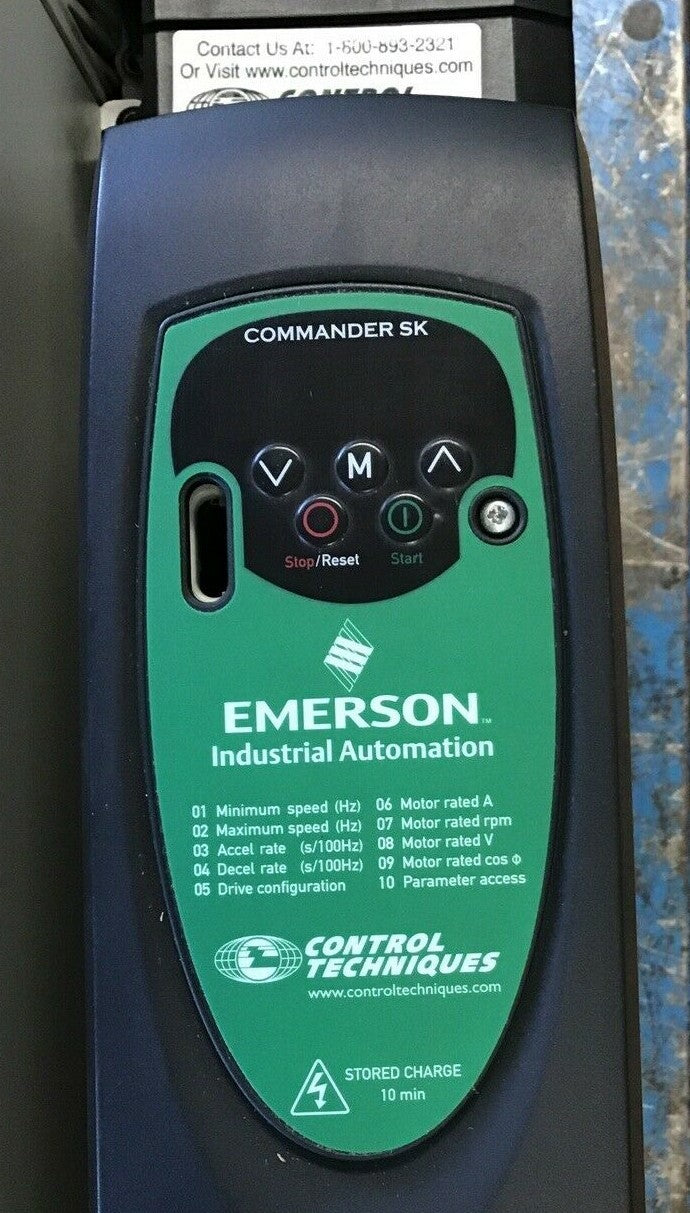 Contact Us At: 1-800-893-2321
Or Visit www.controltechniques.com
CONTROL
COMMANDER SK
M
Stop/Reset
Start
EMERSON™
Industrial Automation
01 Minimum speed (Hz)
02 Maximum speed (Hz)
03 Accel rate (s/100Hz)
04 Decel rate (s/100Hz)
05 Drive configuration
06 Motor rated A
07 Motor rated rpm
08 Motor rated V
09 Motor rated cos Φ
10 Parameter access
CONTROL
TECHNIQUES
www.controltechniques.com
STORED CHARGE
10 min